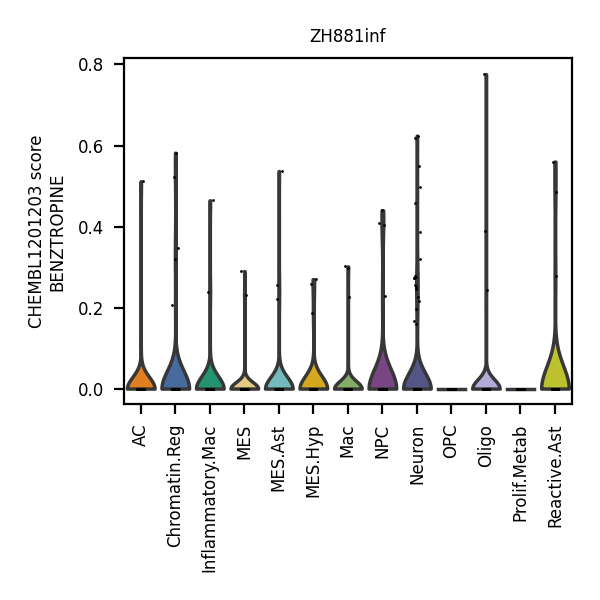 ZH881inf
CHEMBL1201203 score
BENZTROPINE
0.8
0.6
0.4
0.2
0.0
AC
Chromatin.Reg
Inflammatory.Mac
MES
MES.Ast
MES.Hyp
Mac
NPC
Neuron
OPC
Oligo
Prolif.Metab
Reactive.Ast